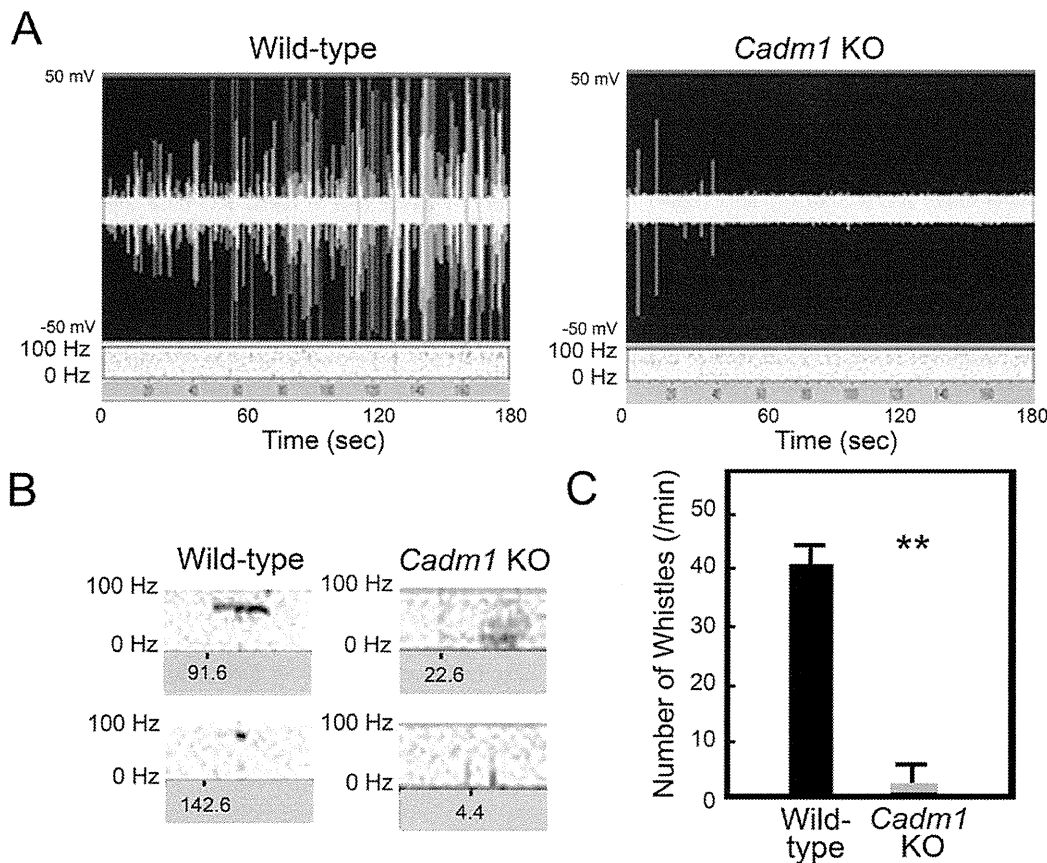 A
Wild-type
Cadm1 KO
50 mV
-50 mV
100 Hz
0 Hz
0 60 120 180
Time (sec)
50 mV
-50 mV
100 Hz
0 Hz
0 60 120 180
Time (sec)
B
Wild-type
Cadm1 KO
100 Hz
0 Hz
91.6
100 Hz
0 Hz
22.6
100 Hz
0 Hz
142.6
100 Hz
0 Hz
4.4
C
Number of Whistles (/min)
50
40
30
20
10
0
**
Wild-
type
Cadm1
KO